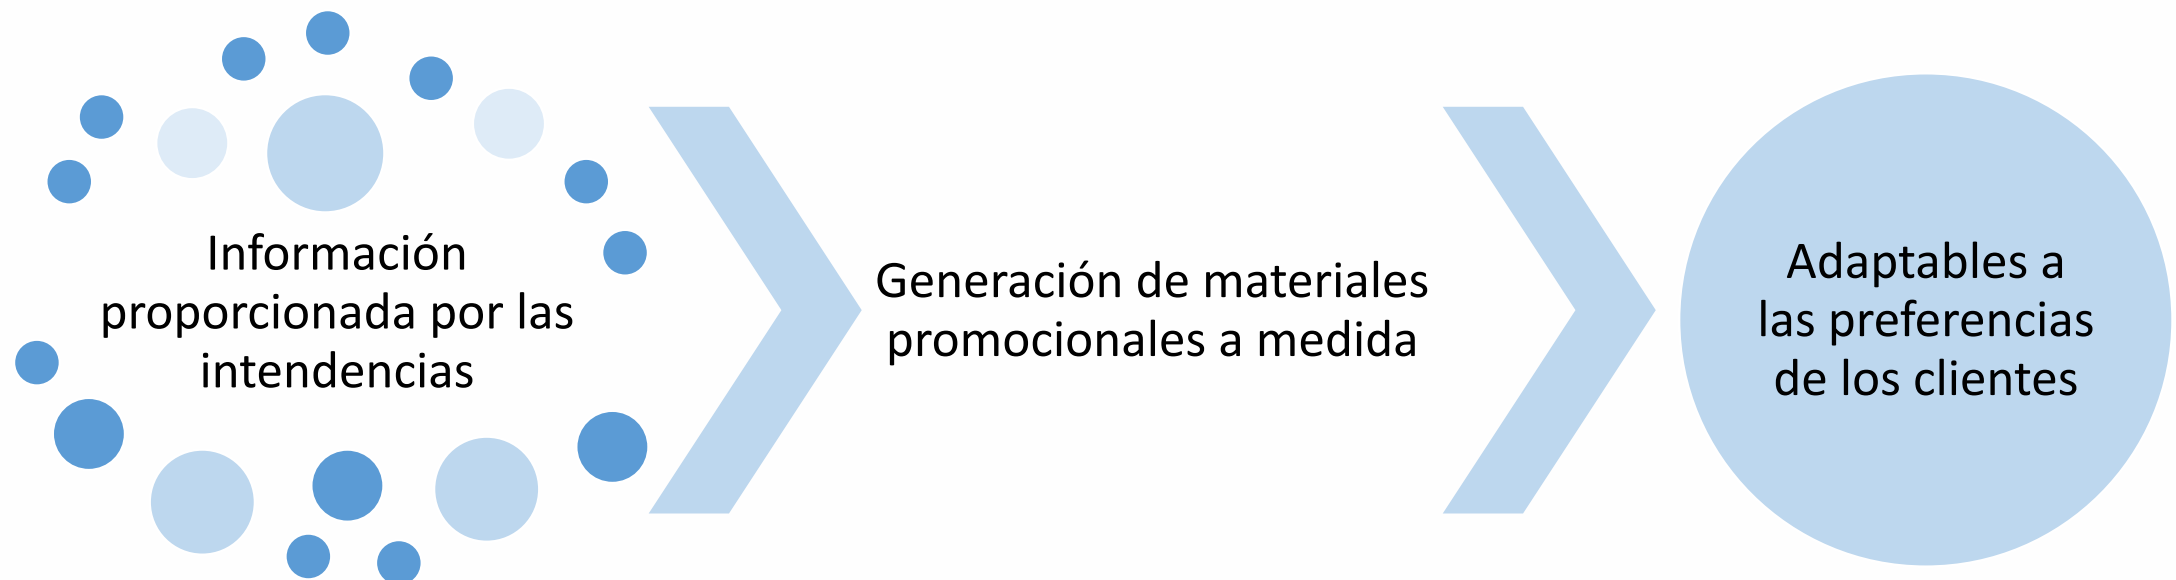 Información
proporcionada por las
intendencias
Generación de materiales
promocionales a medida
Adaptables a
las preferencias
de los clientes